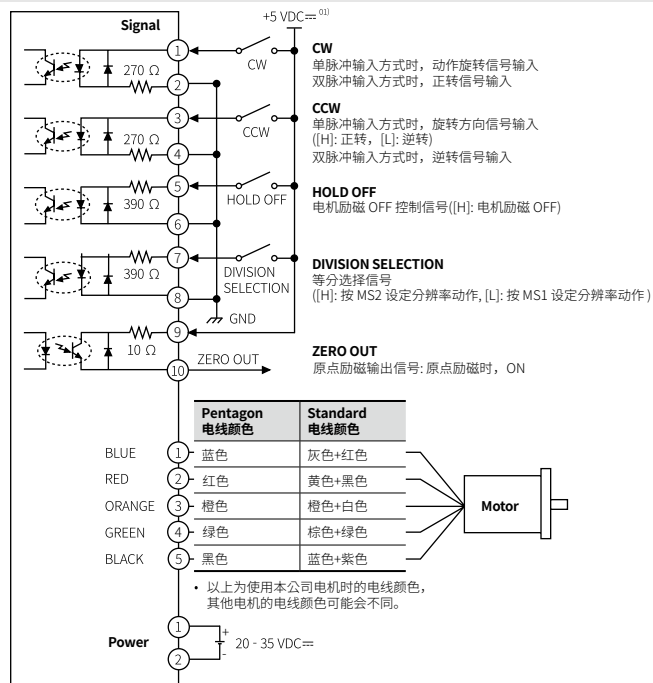 Signal
+5 VDC⎓ 01)
1
CW
270 Ω
2
CW
单脉冲输入方式时，动作旋转信号输入
双脉冲输入方式时，正转信号输入
3
CCW
270 Ω
4
CCW
单脉冲输入方式时，旋转方向信号输入
([H]: 正转，[L]: 逆转)
双脉冲输入方式时，逆转信号输入
5
HOLD OFF
390 Ω
6
HOLD OFF
电机励磁 OFF 控制信号([H]: 电机励磁 OFF)
7
DIVISION
SELECTION
390 Ω
8
DIVISION SELECTION
等分选择信号
([H]: 按 MS2 设定分辨率动作, [L]: 按 MS1 设定分辨率动作 )
GND
9
10 Ω
10
ZERO OUT
ZERO OUT
原点励磁输出信号: 原点励磁时，ON
Pentagon Standard
电线颜色 电线颜色
BLUE 1 蓝色 灰色+红色
RED 2 红色 黄色+黑色
ORANGE 3 橙色 橙色+白色
GREEN 4 绿色 棕色+绿色
BLACK 5 黑色 蓝色+紫色
Motor
• 以上为使用本公司电机时的电线颜色，
其他电机的电线颜色可能会不同。
Power
1
+
20 - 35 VDC⎓
-
2